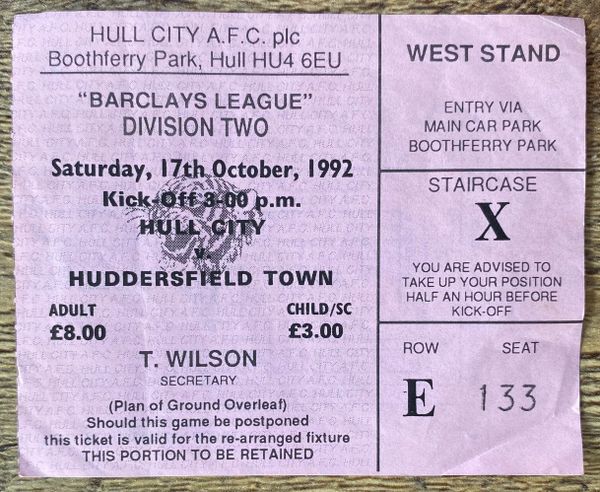 HULL CITY A.F.C. plc
Boothferry Park, Hull HU4 6EU
"BARCLAYS LEAGUE"
DIVISION TWO
Saturday, 17th October, 1992
Kick-Off 3-00 p.m.
HULL CITY
v.
HUDDERSFIELD TOWN
ADULT CHILD/SC
£8.00 £3.00
T. WILSON
SECRETARY
(Plan of Ground Overleaf)
Should this game be postponed
this ticket is valid for the re-arranged fixture
THIS PORTION TO BE RETAINED
WEST STAND
ENTRY VIA
MAIN CAR PARK
BOOTHFERRY PARK
STAIRCASE
X
YOU ARE ADVISED TO
TAKE UP YOUR POSITION
HALF AN HOUR BEFORE
KICK-OFF
ROW SEAT
E 133